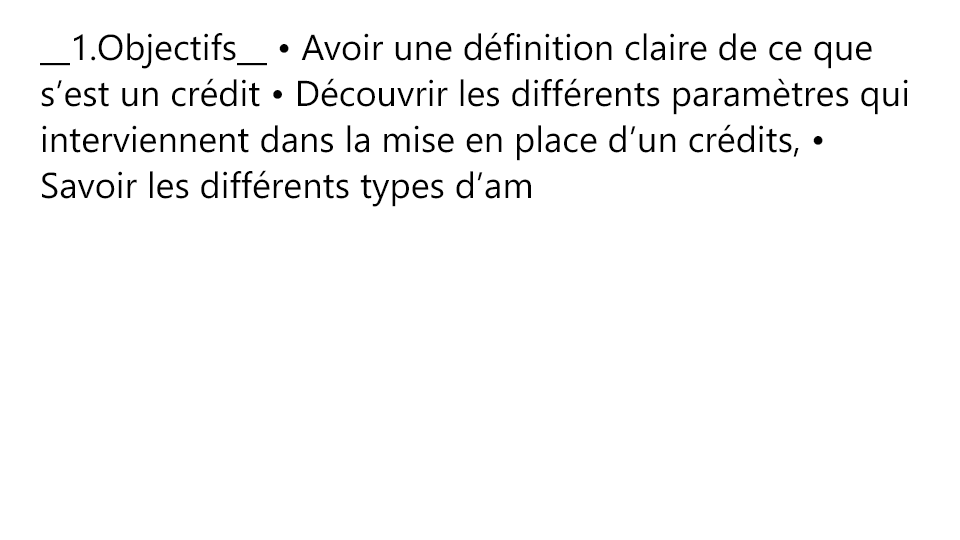 __1.Objectifs__ • Avoir une définition claire de ce que
s’est un crédit • Découvrir les différents paramètres qui
interviennent dans la mise en place d’un crédits, •
Savoir les différents types d’am